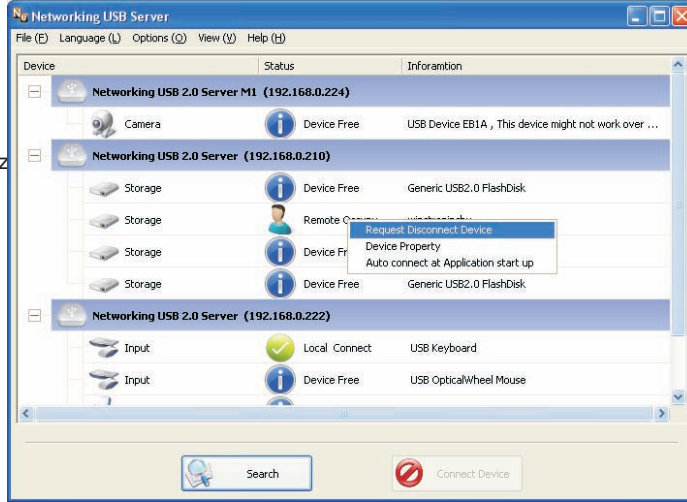 Networking USB Server
File (F) Language (L) Options (O) View (V) Help (H)
Device Status Inforamtion
Networking USB 2.0 Server M1 (192.168.0.224)
Camera Device Free USB Device EB1A , This device might not work over ...
z
Networking USB 2.0 Server (192.168.0.210)
Storage Device Free Generic USB2.0 FlashDisk
Storage Remote
Request Disconnect Device
Device Property
Storage Device Fr
Auto connect at Application start up
Storage Device Free Generic USB2.0 FlashDisk
Networking USB 2.0 Server (192.168.0.222)
Input Local Connect USB Keyboard
Input Device Free USB OpticalWheel Mouse
Search Connect Device